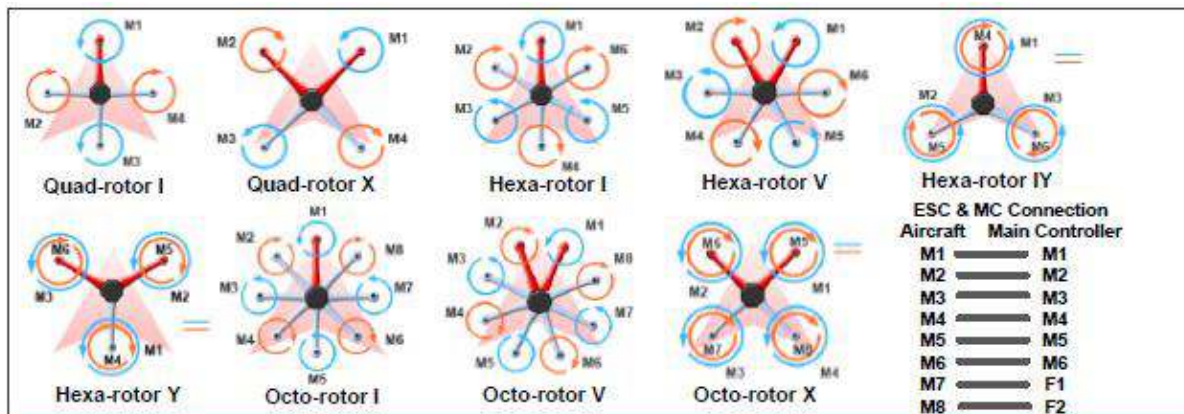 M1
M2
M8
M3
Quad-rotor I
M2
M1
M3
M4
Quad-rotor X
M1
M2
M6
M3
M5
Hexa-rotor I
M2
M1
M3
M6
M4
M5
Hexa-rotor V
M4
M1
M2
M3
M5
M6
Hexa-rotor IY
M6
M5
M3
M2
M4
M1
Hexa-rotor Y
M1
M2
M8
M3
M7
M4
M6
M5
Octo-rotor I
M2
M1
M3
M8
M4
M7
M5
M6
Octo-rotor V
M6
M5
M2
M1
M7
M8
M3
M4
Octo-rotor X
ESC & MC Connection
Aircraft Main Controller
M1 M1
M2 M2
M3 M3
M4 M4
M5 M5
M6 M6
M7 F1
M8 F2